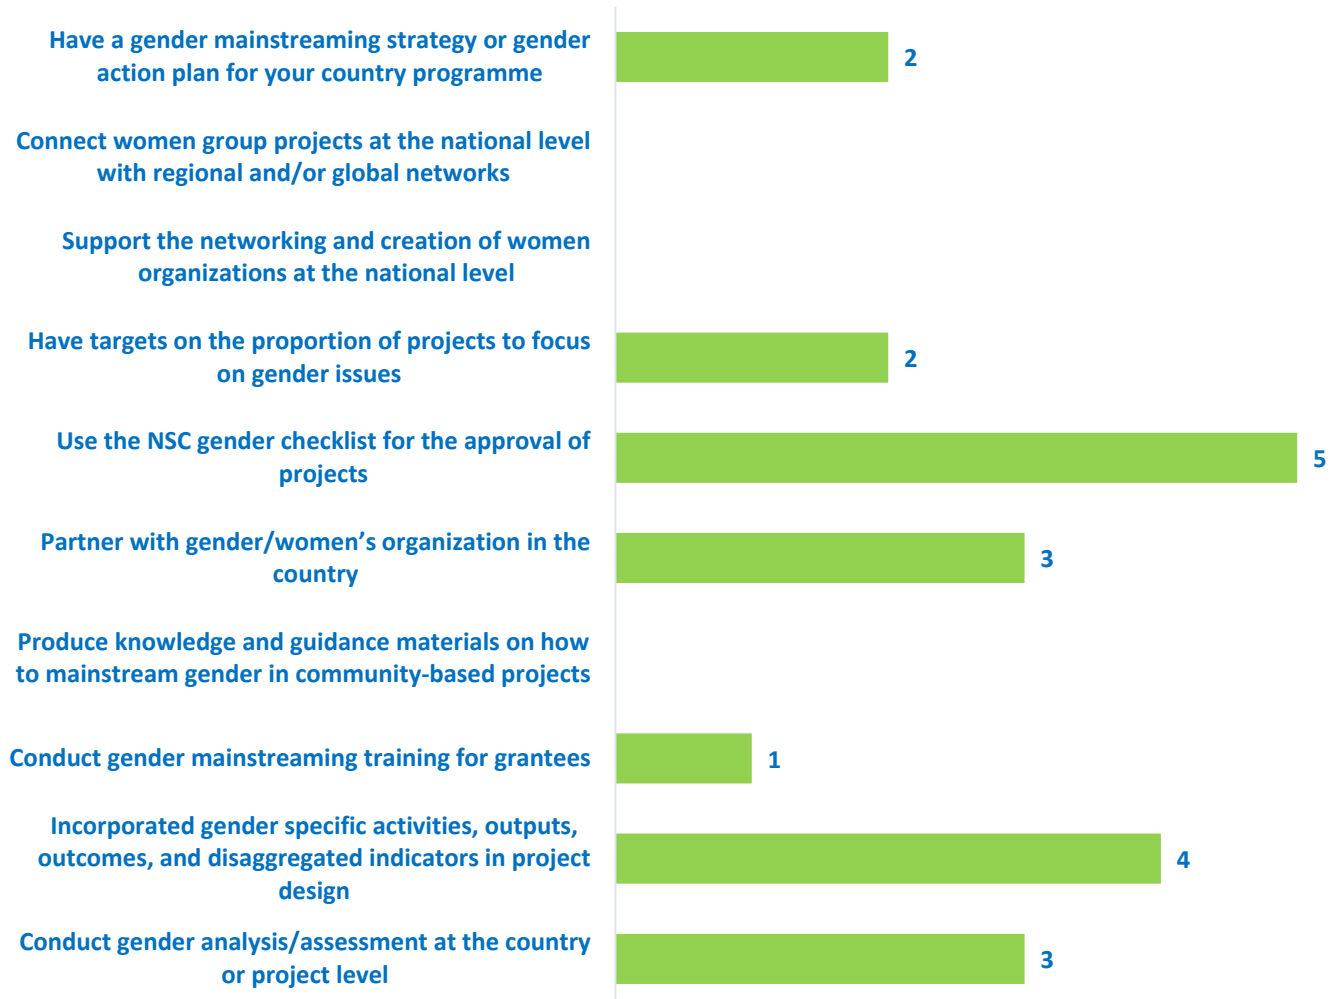 Have a gender mainstreaming strategy or gender
action plan for your country programme
2
Connect women group projects at the national level
with regional and/or global networks
Support the networking and creation of women
organizations at the national level
Have targets on the proportion of projects to focus
on gender issues
2
Use the NSC gender checklist for the approval of
projects
5
Partner with gender/women’s organization in the
country
3
Produce knowledge and guidance materials on how
to mainstream gender in community-based projects
Conduct gender mainstreaming training for grantees
1
Incorporated gender specific activities, outputs,
outcomes, and disaggregated indicators in project
design
4
Conduct gender analysis/assessment at the country
or project level
3